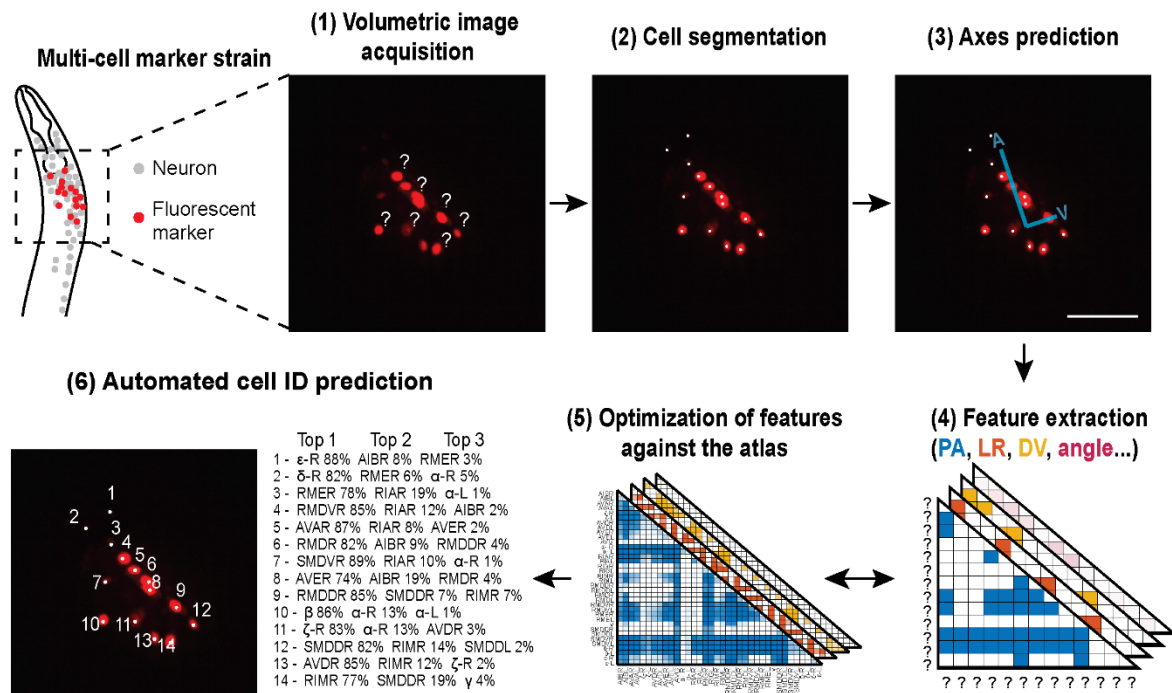 Multi-cell marker strain
Neuron
Fluorescent
marker
(1) Volumetric image
acquisition
?
?
?
?
?
?
?
?
(2) Cell segmentation
(3) Axes prediction
A
V
(4) Feature extraction
(PA, LR, DV, angle...)
?
?
?
?
?
?
?
?
?
?
?
?
?
? ? ? ? ? ? ? ? ? ? ? ?
(5) Optimization of features
against the atlas
(6) Automated cell ID prediction
1
2
3
4
5
6
7
8
9
10
11
12
13
14
Top 1 Top 2 Top 3
1 - ε-R 88% AIBR 8% RMER 3%
2 - δ-R 82% RMER 6% α-R 5%
3 - RMER 78% RIAR 19% α-L 1%
4 - RMDVR 85% RIAR 12% AIBR 2%
5 - AVAR 87% RIAR 8% AVER 2%
6 - RMDR 82% AIBR 9% RMDDR 4%
7 - SMDVR 89% RIAR 10% α-R 1%
8 - AVER 74% AIBR 19% RMDR 4%
9 - RMDDR 85% SMDDR 7% RIMR 7%
10 - β 86% α-R 13% α-L 1%
11 - ζ-R 83% α-R 13% AVDR 3%
12 - SMDDR 82% RIMR 14% SMDDL 2%
13 - AVDR 85% RIMR 12% ζ-R 2%
14 - RIMR 77% SMDDR 19% γ 4%